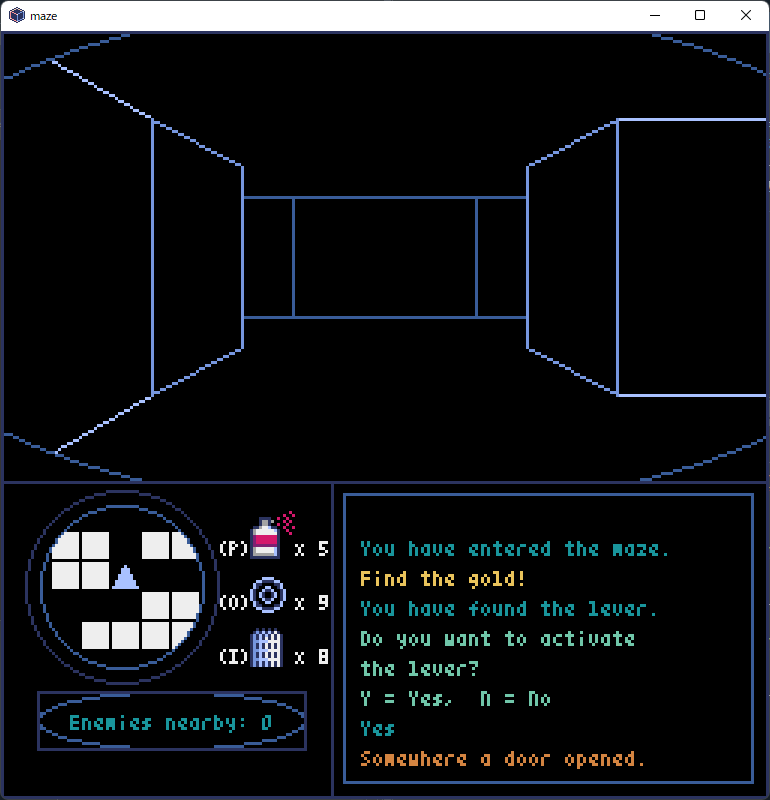 maze
(P) x 5
(O) x 9
(I) x 8
Enemies nearby: 0
You have entered the maze.
Find the gold!
You have found the lever.
Do you want to activate
the lever?
Y = Yes, N = No
Yes
Somewhere a door opened.